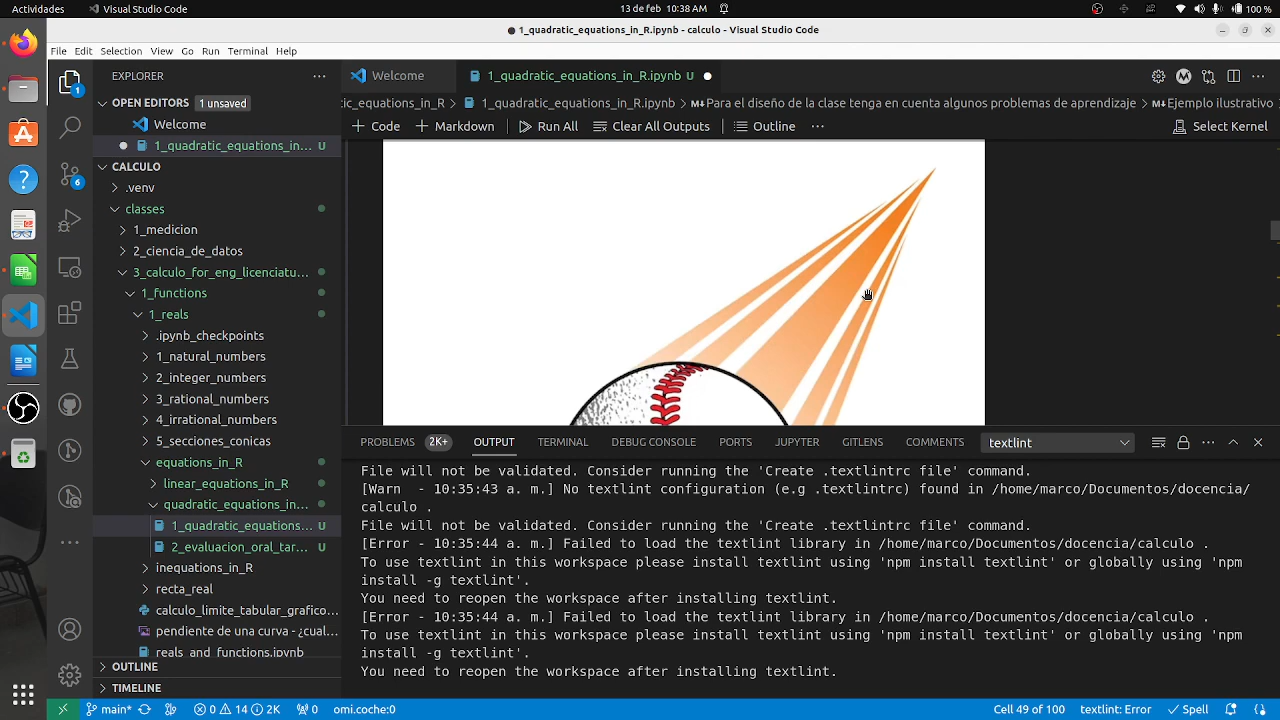 Actividades
Visual Studio Code
13 de feb 10:38 AM
100 %
1_quadratic_equations_in_R.ipynb - calculo - Visual Studio Code
File Edit Selection View Go Run Terminal Help
EXPLORER
Welcome
1_quadratic_equations_in_R.ipynb U
OPEN EDITORS 1 unsaved
ic_equations_in_R > 1_quadratic_equations_in_R.ipynb > Para el diseño de la clase tenga en cuenta algunos problemas de aprendizaje > Ejemplo ilustrativo
Welcome
Code Markdown Run All Clear All Outputs Outline
Select Kernel
1_quadratic_equations_in... U
CALCULO
.venv
classes
1_medicion
2_ciencia_de_datos
3_calculo_for_eng_licenciatu...
1_functions
1_reals
.ipynb_checkpoints
1_natural_numbers
2_integer_numbers
3_rational_numbers
4_irrational_numbers
5_secciones_conicas
equations_in_R
linear_equations_in_R
quadratic_equations_in...
1_quadratic_equations... U
2_evaluacion_oral_tar... U
inequations_in_R
recta_real
calculo_limite_tabular_grafico...
pendiente de una curva - ¿cual...
reals_and_functions.ipynb
OUTLINE
TIMELINE
1
6
PROBLEMS 2K+ OUTPUT TERMINAL DEBUG CONSOLE PORTS JUPYTER GITLENS COMMENTS textlint
File will not be validated. Consider running the 'Create .textlintrc file' command.
[Warn  - 10:35:43 a. m.] No textlint configuration (e.g .textlintrc) found in /home/marco/Documentos/docencia/
calculo .
File will not be validated. Consider running the 'Create .textlintrc file' command.
[Error - 10:35:44 a. m.] Failed to load the textlint library in /home/marco/Documentos/docencia/calculo .
To use textlint in this workspace please install textlint using 'npm install textlint' or globally using 'npm
install -g textlint'.
You need to reopen the workspace after installing textlint.
[Error - 10:35:44 a. m.] Failed to load the textlint library in /home/marco/Documentos/docencia/calculo .
To use textlint in this workspace please install textlint using 'npm install textlint' or globally using 'npm
install -g textlint'.
You need to reopen the workspace after installing textlint.
main* 0 14 2K 0 omi.coche:0
Cell 49 of 100 textlint: Error Spell